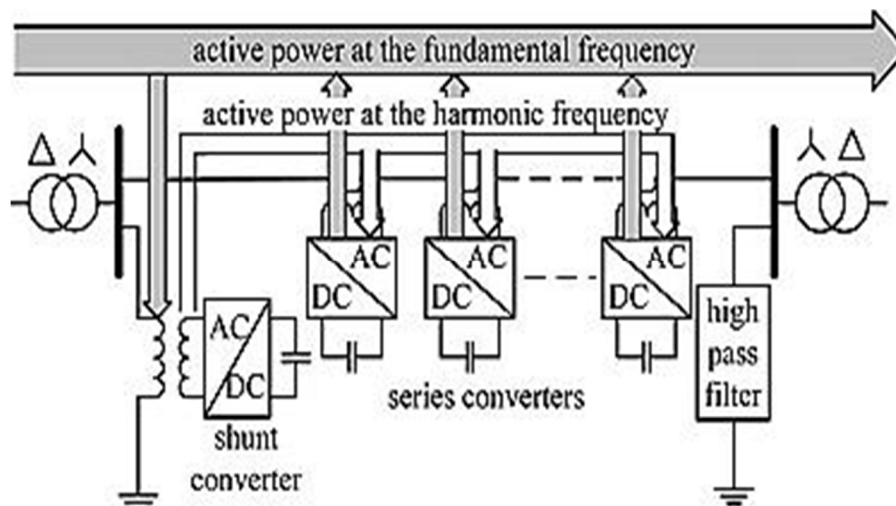 active power at the fundamental frequency
active power at the harmonic frequency
AC
DC
AC
DC
AC
DC
AC
DC
shunt
converter
series converters
high
pass
filter